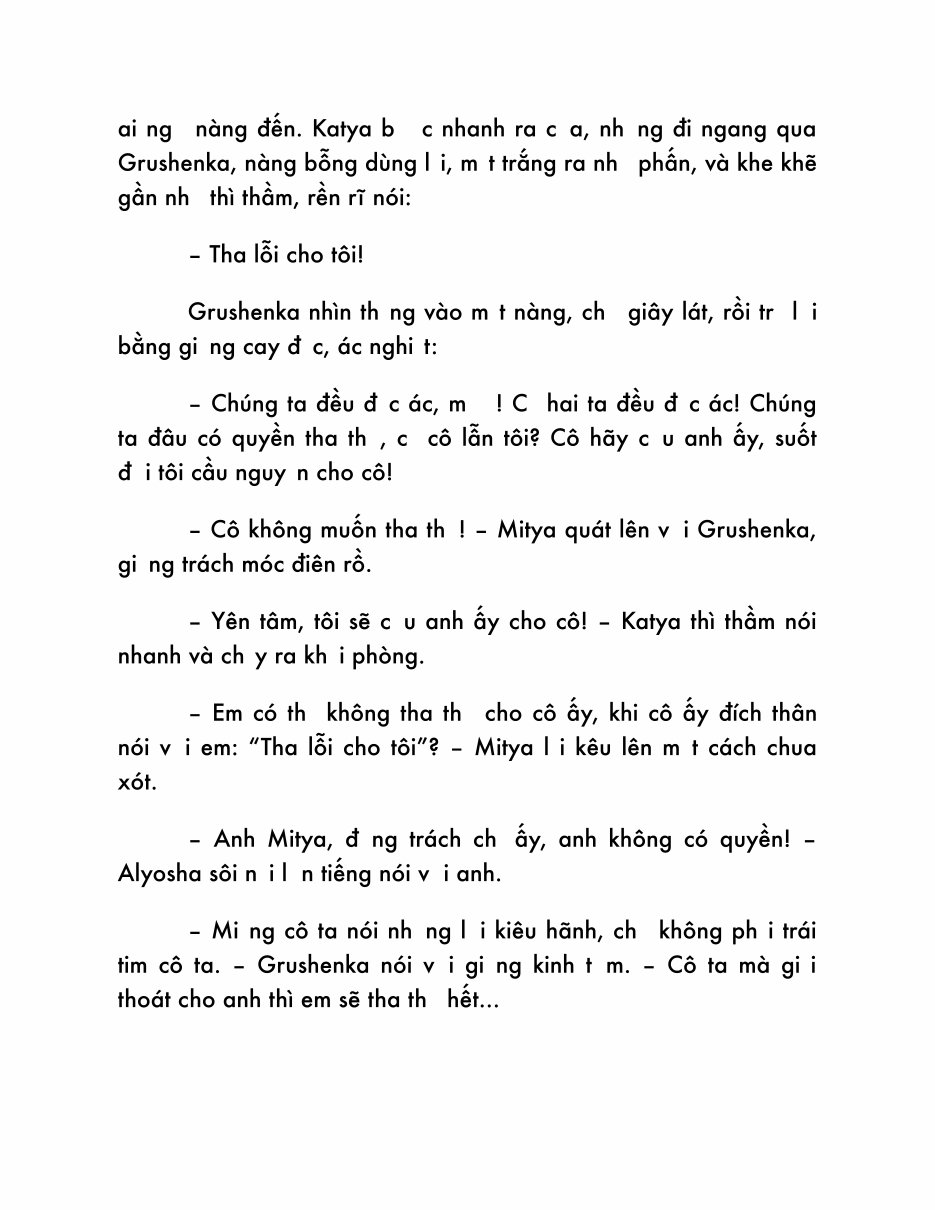 ai ng nàng đến. Katya b c nhanh ra c a, nh ng đi ngang qua
Grushenka, nàng bỗng dùng l i, m t trắng ra nh phấn, và khe khẽ
gần nh thì thầm, rền rĩ nói:
– Tha lỗi cho tôi!
Grushenka nhìn th ng vào m t nàng, ch giây lát, rồi tr l i
bằng gi ng cay đ c, ác nghi t:
– Chúng ta đều đ c ác, m ! C hai ta đều đ c ác! Chúng
ta đâu có quyền tha th , c cô lẫn tôi? Cô hãy c u anh ấy, suốt
đ i tôi cầu nguy n cho cô!
– Cô không muốn tha th ! – Mitya quát lên v i Grushenka,
gi ng trách móc điên rồ.
– Yên tâm, tôi sẽ c u anh ấy cho cô! – Katya thì thầm nói
nhanh và ch y ra kh i phòng.
– Em có th không tha th cho cô ấy, khi cô ấy đích thân
nói v i em: “Tha lỗi cho tôi”? – Mitya l i kêu lên m t cách chua
xót.
– Anh Mitya, đ ng trách ch ấy, anh không có quyền! –
Alyosha sôi n i l n tiếng nói v i anh.
– Mi ng cô ta nói nh ng l i kiêu hãnh, ch không ph i trái
tim cô ta. – Grushenka nói v i gi ng kinh t m. – Cô ta mà gi i
thoát cho anh thì em sẽ tha th hết...